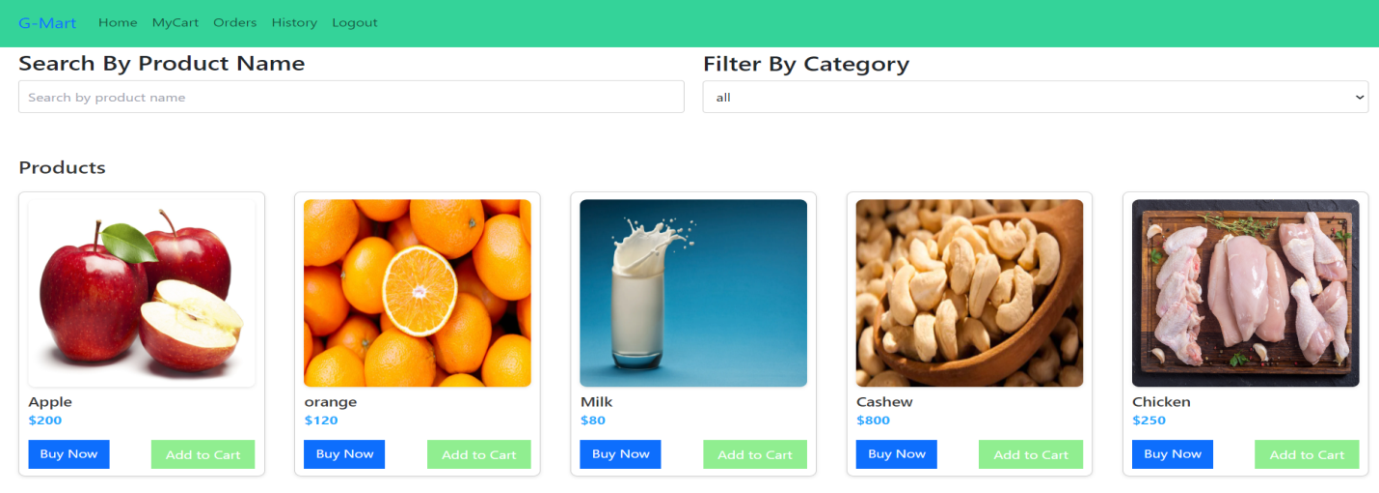 G-Mart Home MyCart Orders History Logout
Search By Product Name
Search by product name
Filter By Category
all
Products
Apple
$200
Buy Now Add to Cart
orange
$120
Buy Now Add to Cart
Milk
$80
Buy Now Add to Cart
Cashew
$800
Buy Now Add to Cart
Chicken
$250
Buy Now Add to Cart